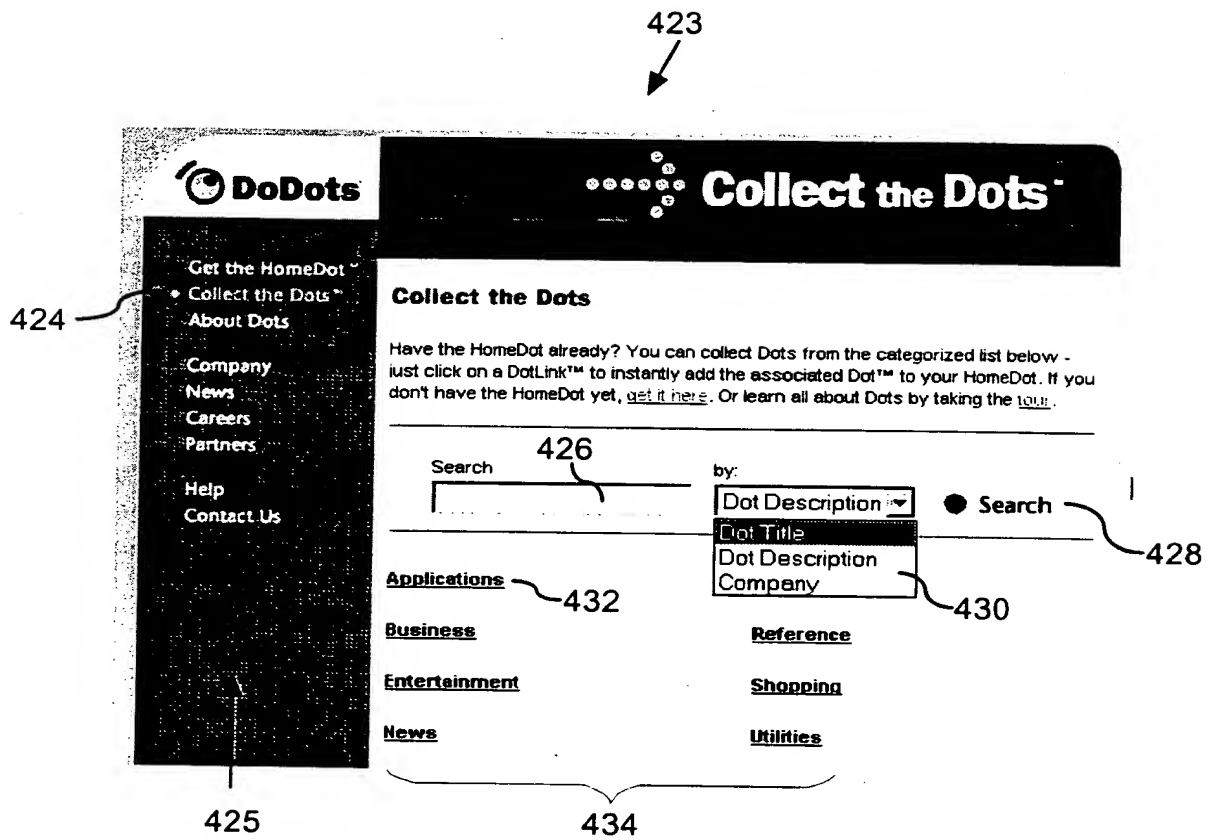 423
DoDots
Collect the Dots
Get the HomeDot
Collect the Dots™
About Dots
Company
News
Careers
Partners
Help
Contact Us
424
425
Collect the Dots
Have the HomeDot already? You can collect Dots from the categorized list below -
just click on a DotLink™ to instantly add the associated Dot™ to your HomeDot. If you
don't have the HomeDot yet, get it here. Or learn all about Dots by taking the tour.
Search
426
by:
Dot Description
Search
428
Dot Title
Dot Description
Company
430
Applications
432
Business
Reference
Entertainment
Shopping
News
Utilities
434